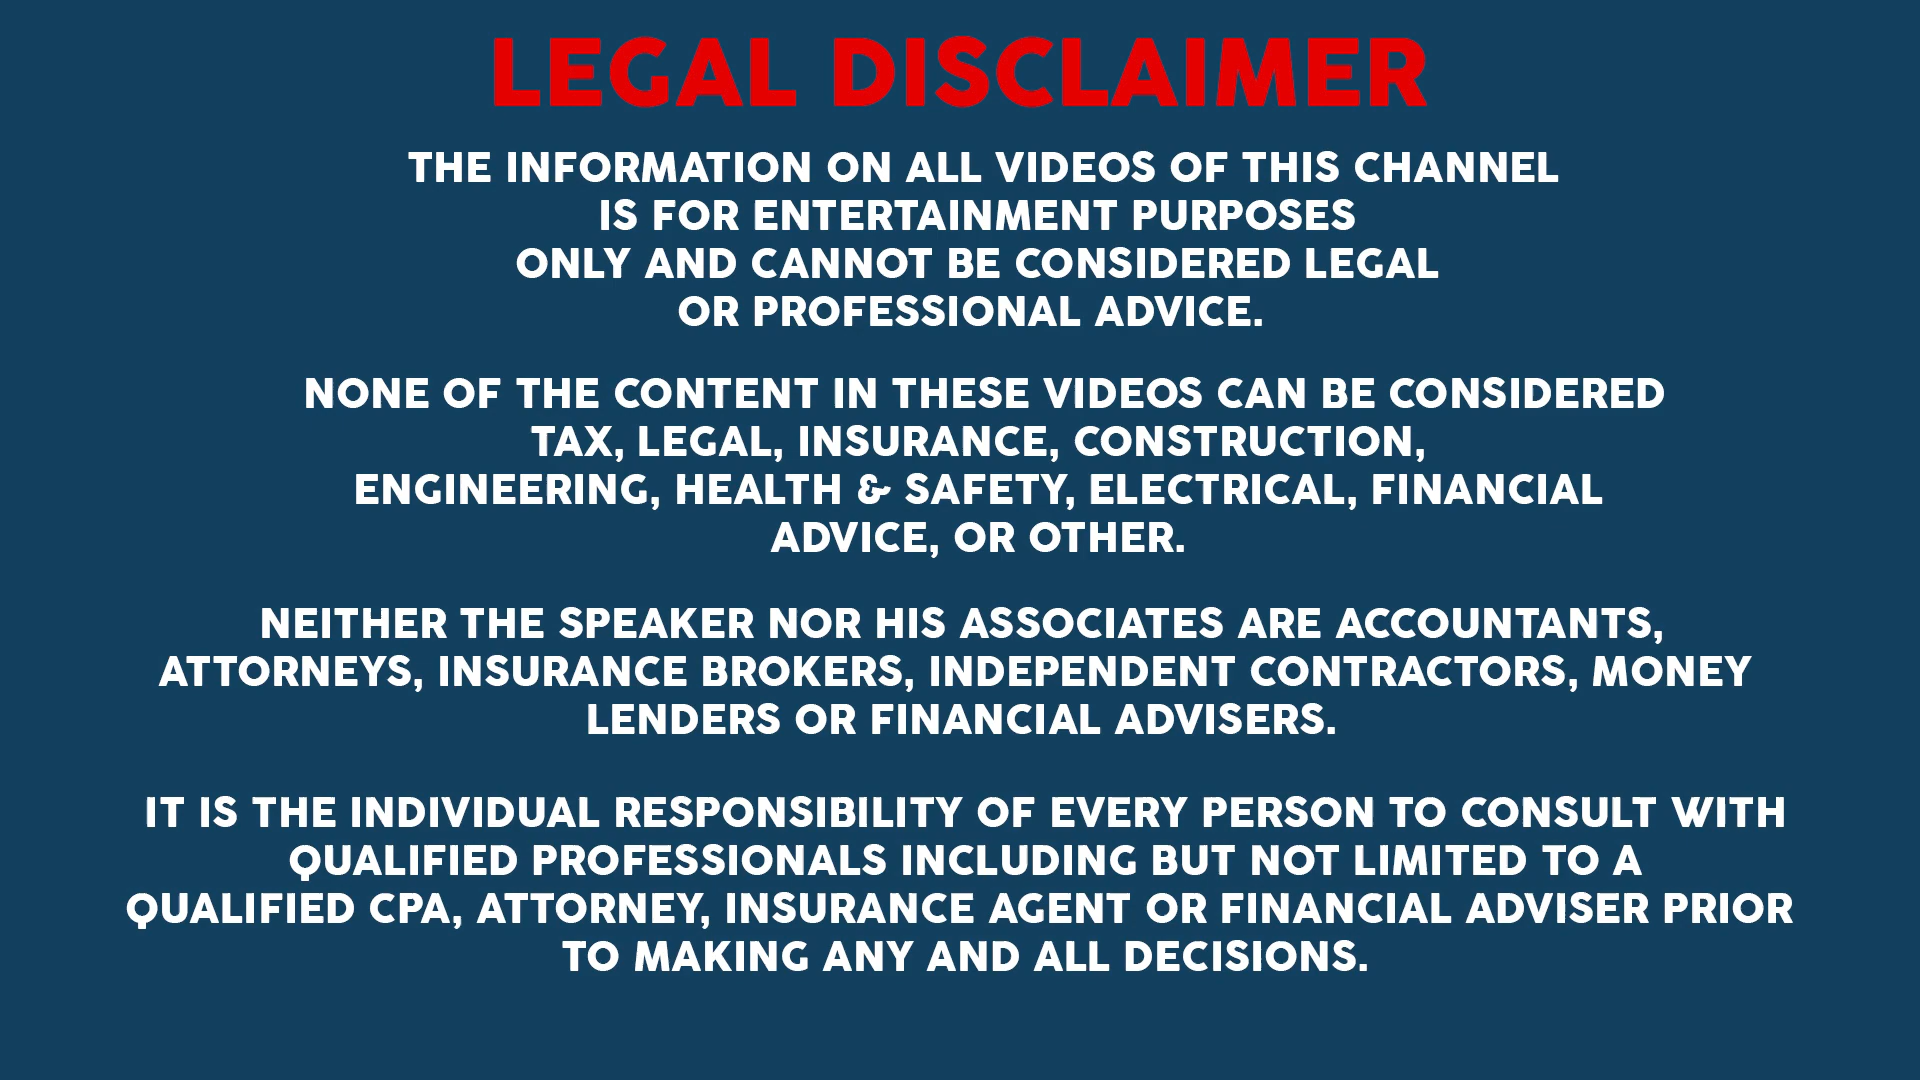 LEGAL DISCLAIMER
THE INFORMATION ON ALL VIDEOS OF THIS CHANNEL
IS FOR ENTERTAINMENT PURPOSES
ONLY AND CANNOT BE CONSIDERED LEGAL
OR PROFESSIONAL ADVICE.
NONE OF THE CONTENT IN THESE VIDEOS CAN BE CONSIDERED
TAX, LEGAL, INSURANCE, CONSTRUCTION,
ENGINEERING, HEALTH & SAFETY, ELECTRICAL, FINANCIAL
ADVICE, OR OTHER.
NEITHER THE SPEAKER NOR HIS ASSOCIATES ARE ACCOUNTANTS,
ATTORNEYS, INSURANCE BROKERS, INDEPENDENT CONTRACTORS, MONEY
LENDERS OR FINANCIAL ADVISERS.
IT IS THE INDIVIDUAL RESPONSIBILITY OF EVERY PERSON TO CONSULT WITH
QUALIFIED PROFESSIONALS INCLUDING BUT NOT LIMITED TO A
QUALIFIED CPA, ATTORNEY, INSURANCE AGENT OR FINANCIAL ADVISER PRIOR
TO MAKING ANY AND ALL DECISIONS.